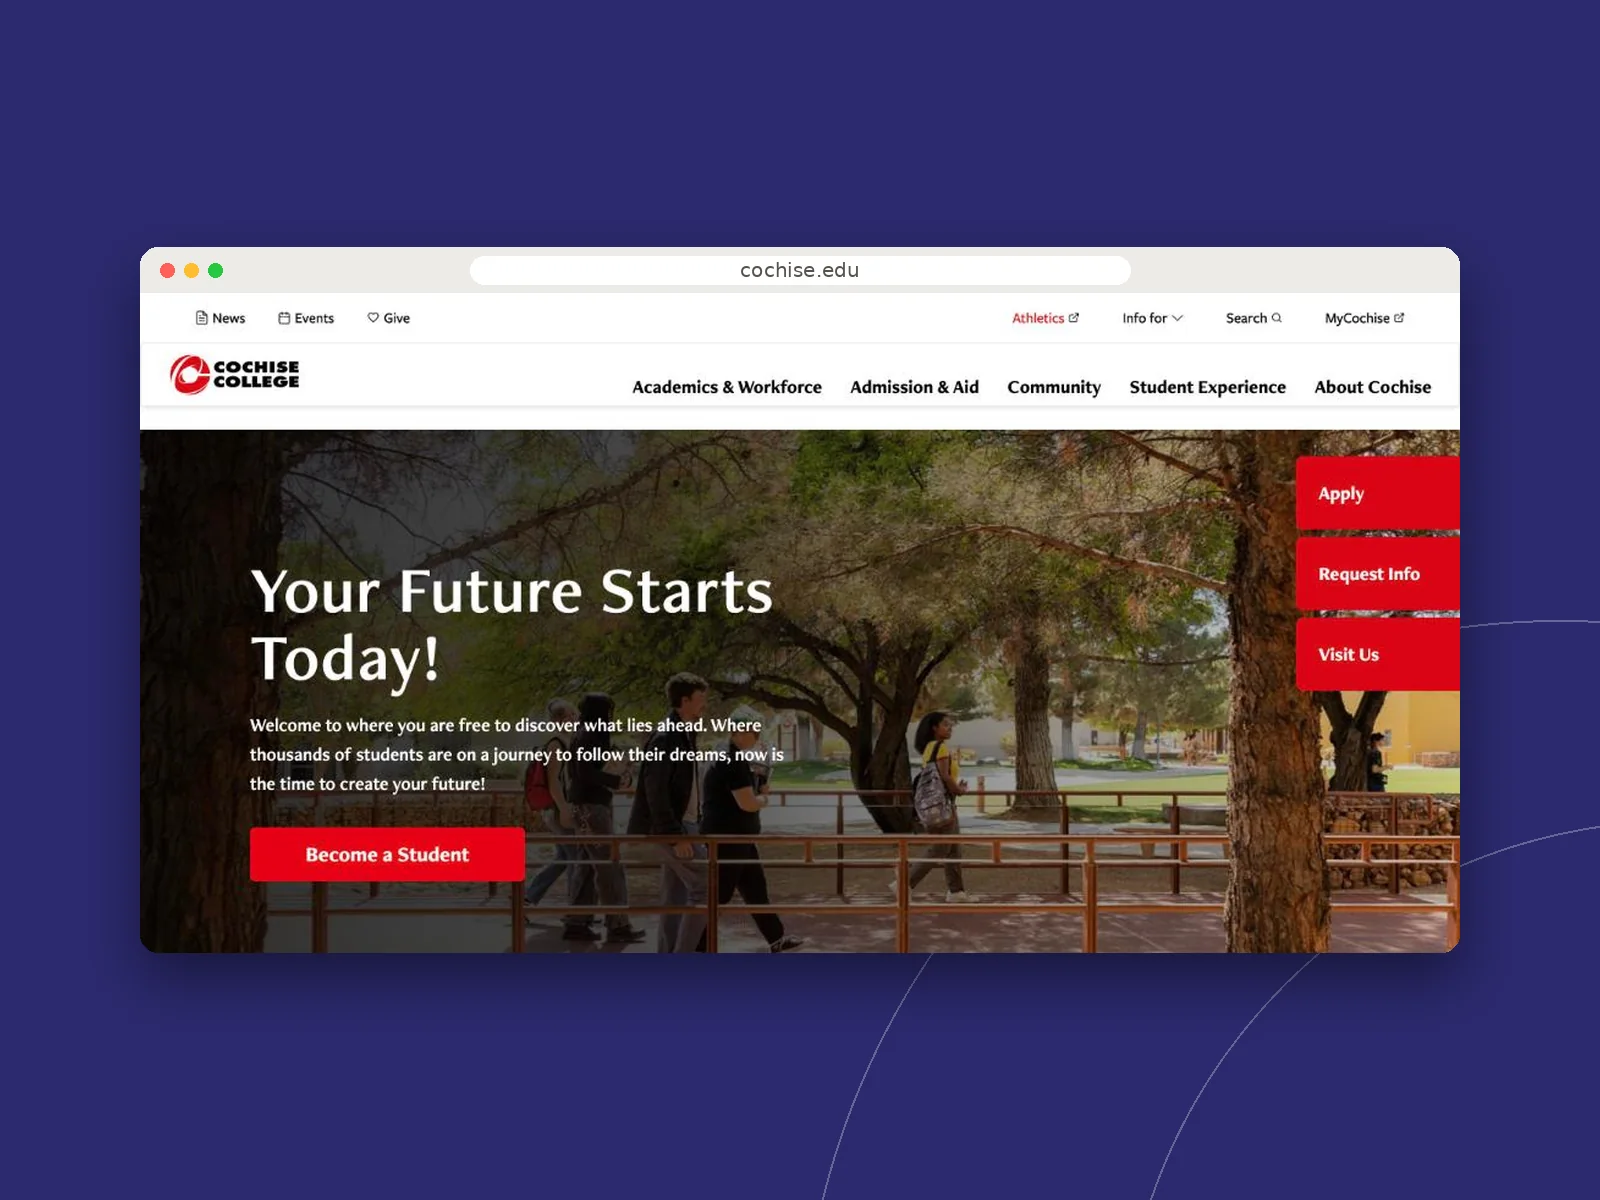 cochise.edu
News Events Give Athletics Info for Search MyCochise
COCHISE
COLLEGE
Academics & Workforce Admission & Aid Community Student Experience About Cochise
Apply
Request Info
Visit Us
Your Future Starts
Today!
Welcome to where you are free to discover what lies ahead. Where
thousands of students are on a journey to follow their dreams, now is
the time to create your future!
Become a Student